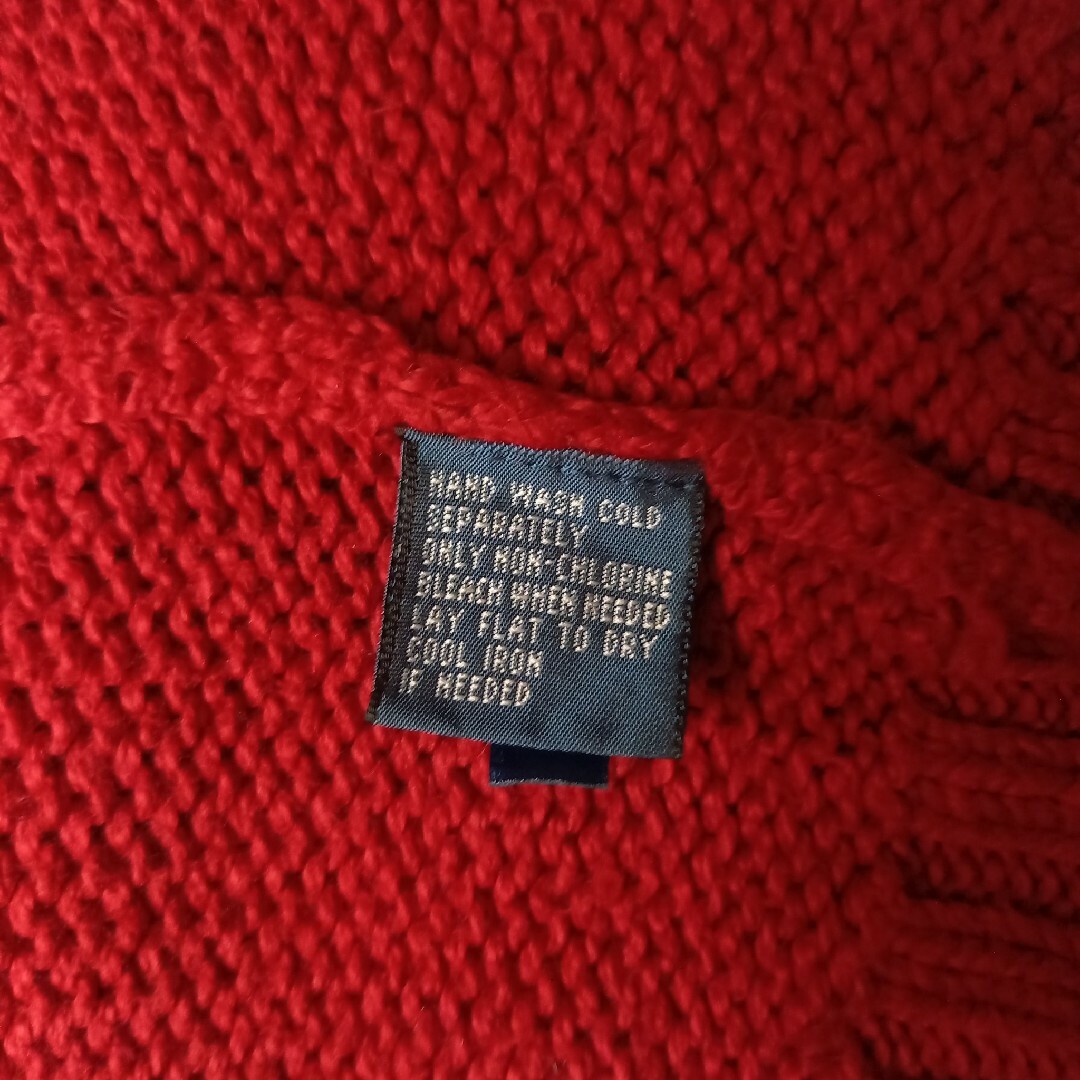 HAND WASH COLD
SEPARATELY
ONLY NON-CHLORINE
BLEACH WHEN NEEDED
LAY FLAT TO DRY
COOL IRON
IF NEEDED